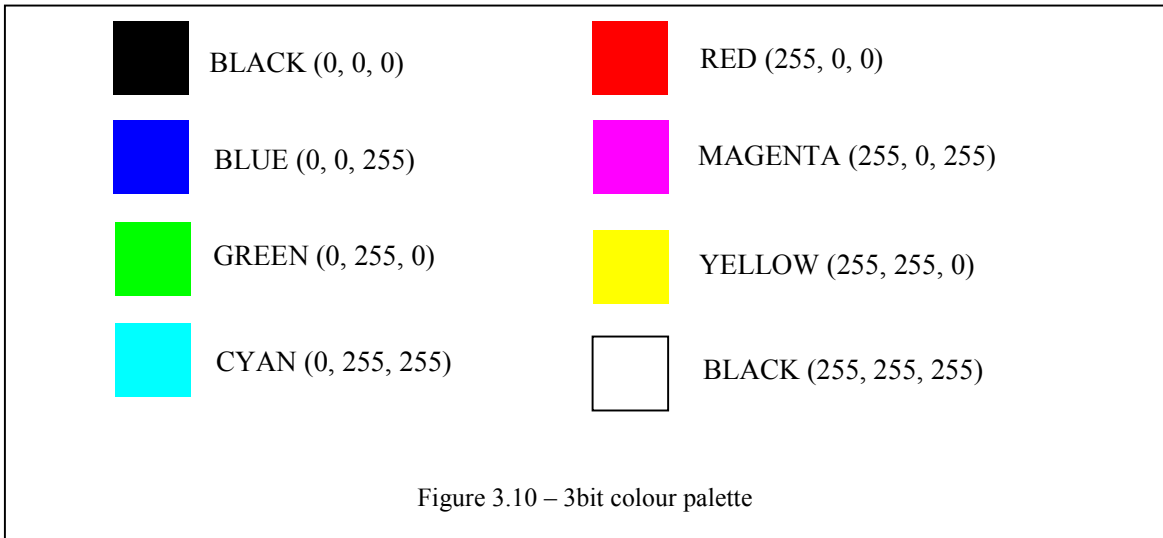 BLACK (0, 0, 0)
RED (255, 0, 0)
BLUE (0, 0, 255)
MAGENTA (255, 0, 255)
GREEN (0, 255, 0)
YELLOW (255, 255, 0)
CYAN (0, 255, 255)
BLACK (255, 255, 255)
Figure 3.10 – 3bit colour palette